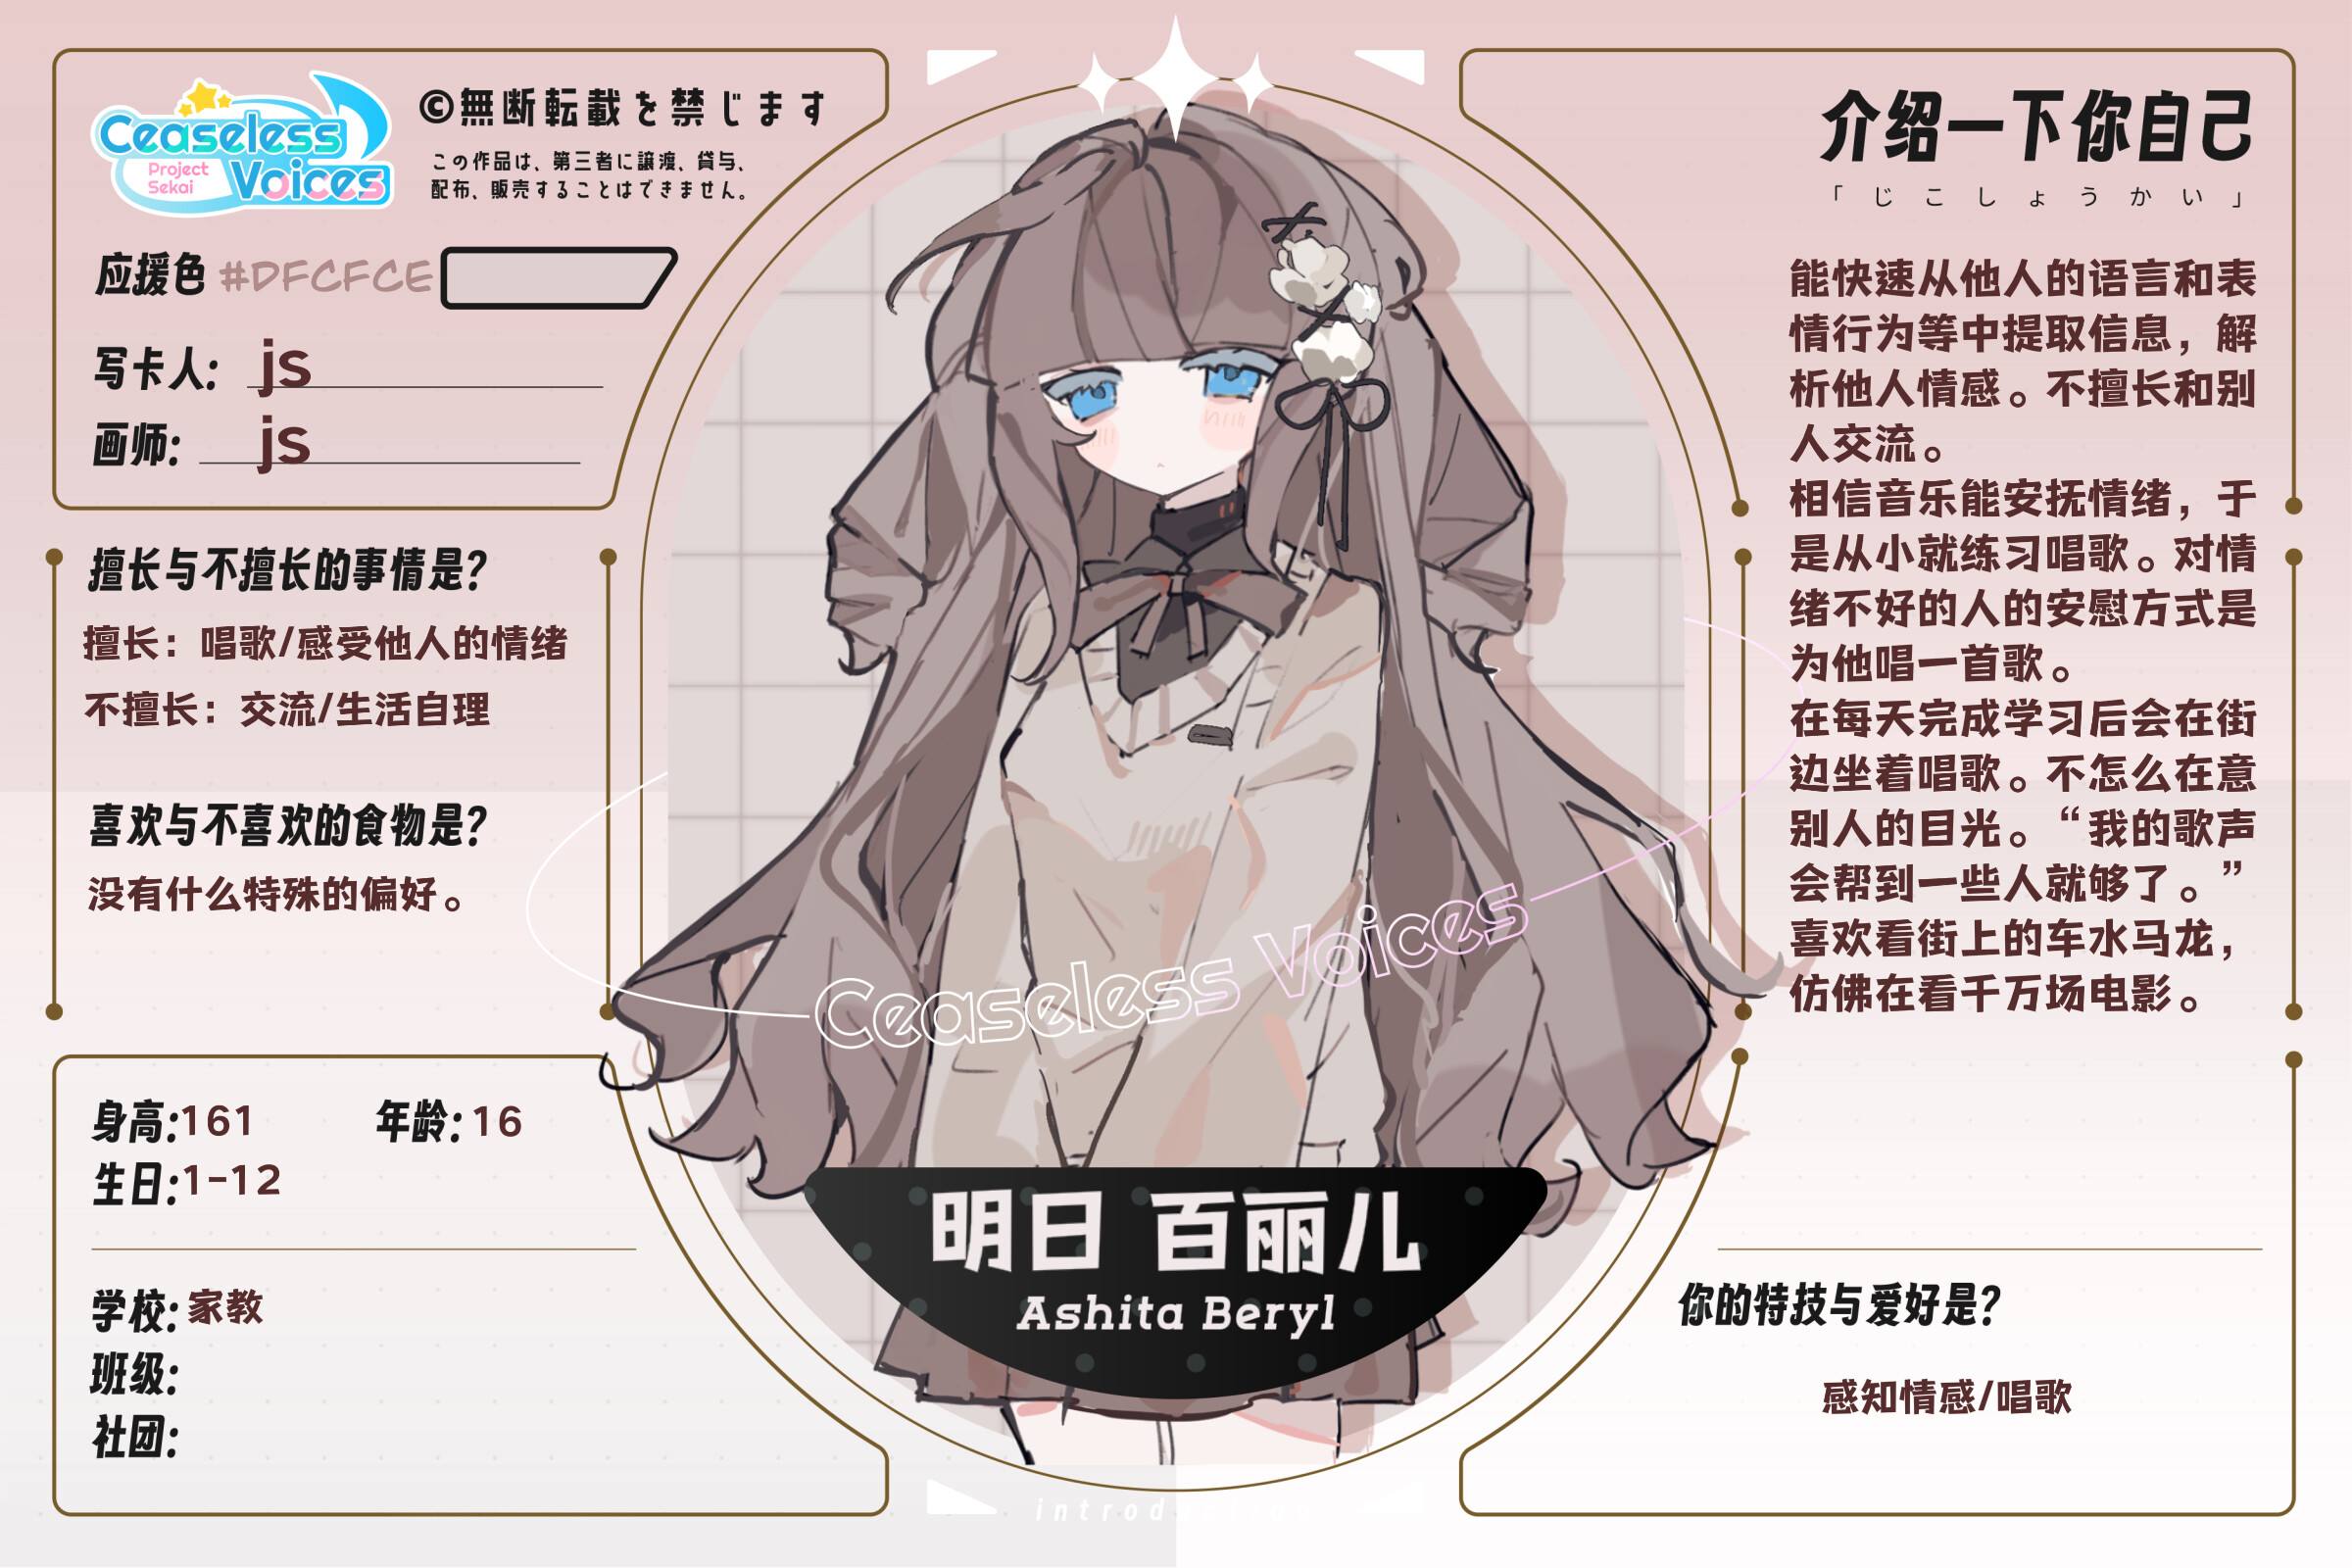 Ceaseless
Project
Sekai
Voices
©無断転載を禁じます
この作品は、第三者に譲渡、貸与、
配布、販売することはできません。
应援色 #DFCFCE
写卡人: js
画师: js
擅长与不擅长的事情是?
擅长：唱歌/感受他人的情绪
不擅长：交流/生活自理
喜欢与不喜欢的食物是?
没有什么特殊的偏好。
身高:161 年龄:16
生日:1-12
学校:家教
班级:
社团:
Ceaseless Voices
明日 百丽儿
Ashita Beryl
介绍一下你自己
「じこしょうかい」
能快速从他人的语言和表
情行为等中提取信息，解
析他人情感。不擅长和别
人交流。
相信音乐能安抚情绪，于
是从小就练习唱歌。对情
绪不好的人的安慰方式是
为他唱一首歌。
在每天完成学习后会在街
边坐着唱歌。不怎么在意
别人的目光。“我的歌声
会帮到一些人就够了。”
喜欢看街上的车水马龙，
仿佛在看千万场电影。
你的特技与爱好是?
感知情感/唱歌